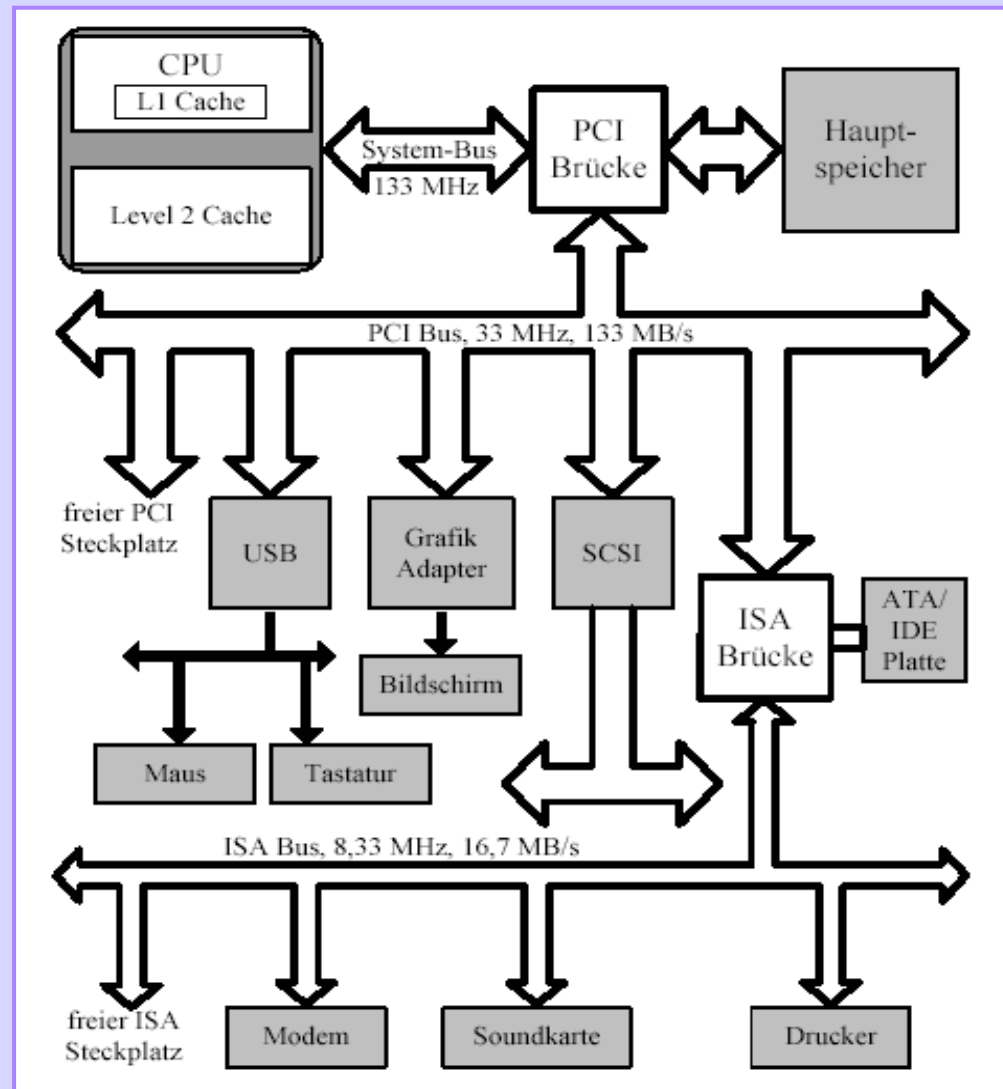 CPU
L1 Cache
Level 2 Cache
System-Bus
133 MHz
PCI
Brücke
Haupt-
speicher
PCI Bus, 33 MHz, 133 MB/s
freier PCI
Steckplatz
USB
Grafik
Adapter
SCSI
ISA
Brücke
ATA/
IDE
Platte
Bildschirm
Maus
Tastatur
ISA Bus, 8,33 MHz, 16,7 MB/s
freier ISA
Steckplatz
Modem
Soundkarte
Drucker